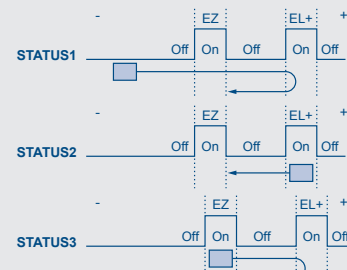 - EZ EL+ +
STATUS1 Off On Off On Off
- EZ EL+ +
STATUS2 Off On Off On Off
- EZ EL+ +
STATUS3 Off On Off On Off